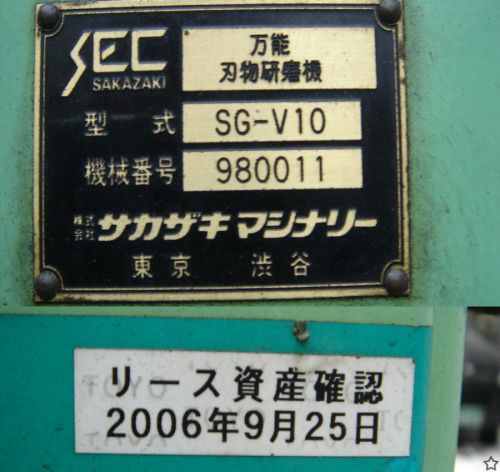 SEC
SAKAZAKI
万能
刃物研磨機
型式 SG-V10
機械番号 980011
株式会社 サカザキマシナリー
東京 渋谷
リース資産確認
2006年9月25日